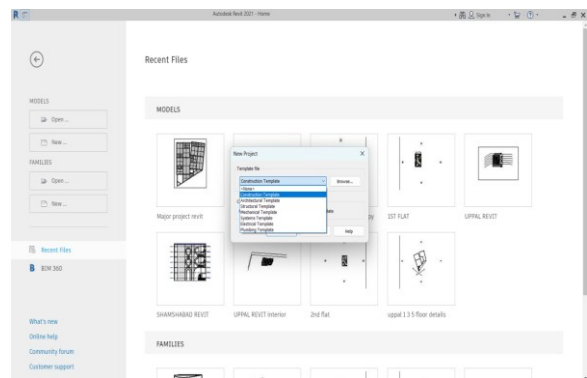 R
Autodesk Revit 2021 - Home
Sign In
Recent Files
MODELS
Open ...
New ...
FAMILIES
Open ...
New ...
Recent Files
B BIM 360
What's new
Online help
Community forum
Customer support
MODELS
Major project revit
1ST FLAT
UPPAL REVIT
SHAMSHABAD REVIT
UPPAL REVIT interior
2nd flat
uppal 1 3 5 floor details
FAMILIES
New Project
Template file
Construction Template
Browse...
<None>
Construction Template
Architectural Template
Structural Template
Mechanical Template
Systems Template
Electrical Template
Plumbing Template
Help